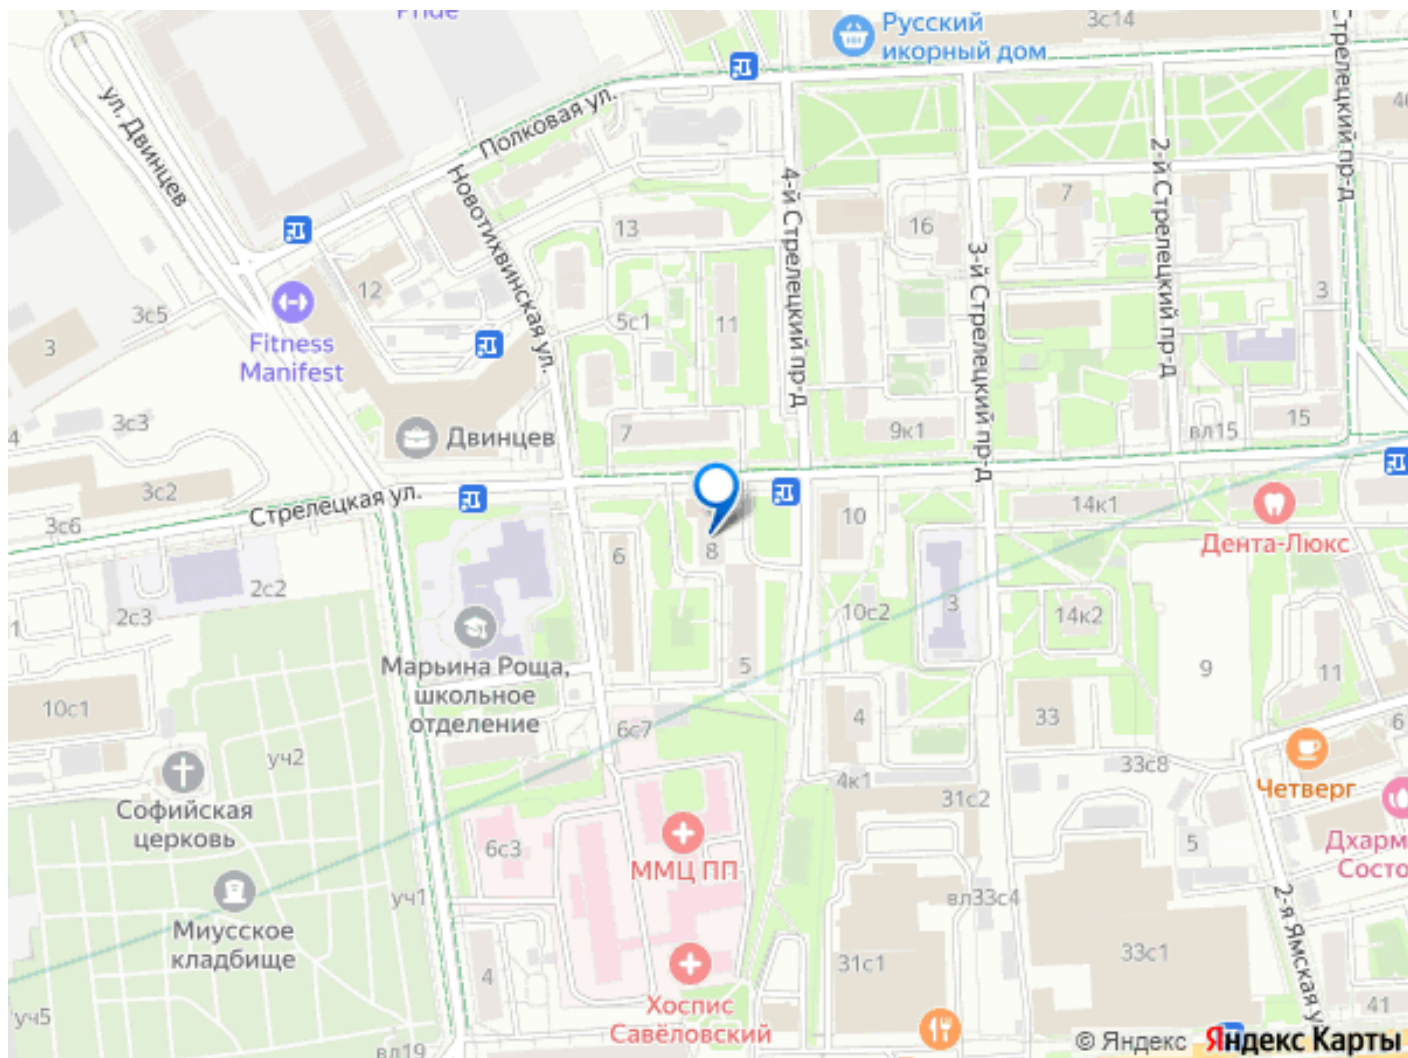 Pride
Русский
икорный дом
3с14
Стрелецкий пр-д
ул. Двинцев
Полковая ул.
Новотихвинская ул.
4-й Стрелецкий пр-д
3-й Стрелецкий пр-д
2-й Стрелецкий пр-д
7
16
13
12
3с5
3
5с1
11
3
Fitness
Manifest
3с3
4
Двинцев
7
9к1
вл15
15
3с2
3с6
Стрелецкая ул.
14к1
10
Дента-Люкс
6
8
2с2
2с3
1
10с2
3
14к2
Марьина Роща,
школьное
отделение
5
9
11
10с1
6с7
4
33
6
уч2
4к1
33с8
Четверг
Софийская
церковь
31с2
5
6с3
ММЦ ПП
Дхарм
Состо
уч1
вл33с4
2-я Ямская у
Миусское
кладбище
4
31с1
33с1
Хоспис
Савёловский
уч5
вл19
41
© Яндекс Яндекс Карты